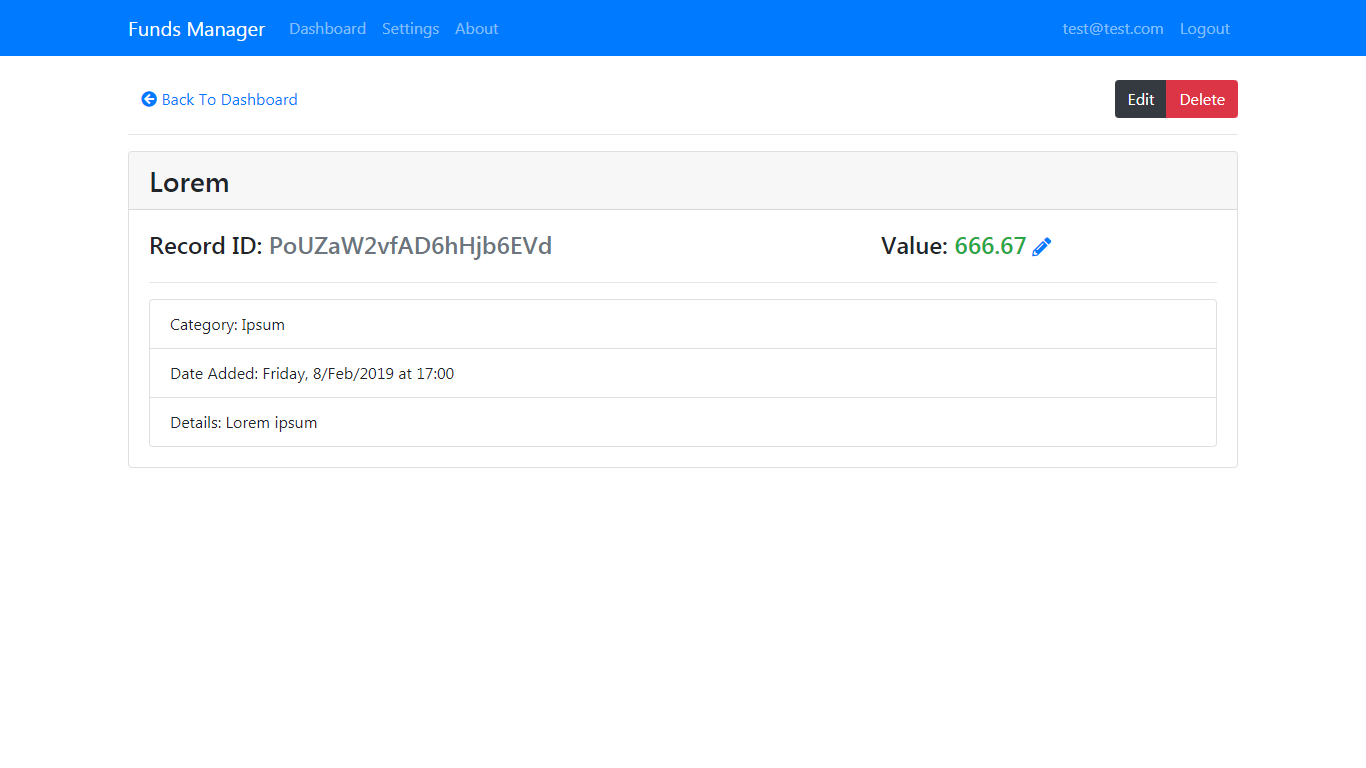 Funds Manager Dashboard Settings About test@test.com Logout
Back To Dashboard Edit Delete
Lorem
Record ID: PoUZaW2vfAD6hHjb6EVd Value: 666.67
Category: Ipsum
Date Added: Friday, 8/Feb/2019 at 17:00
Details: Lorem ipsum